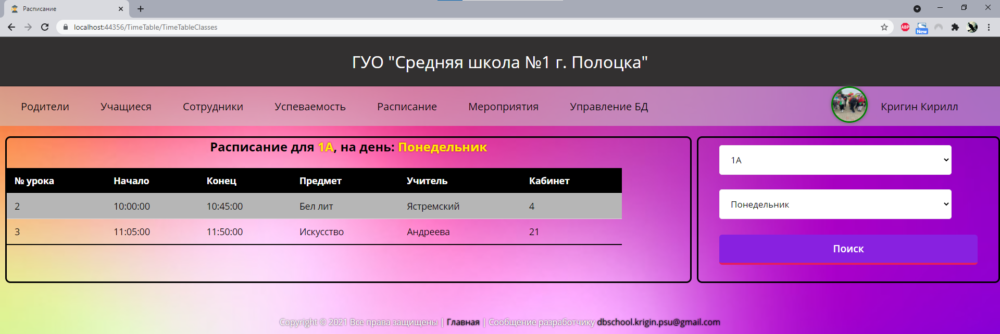 Расписание
localhost:44356/TimeTable/TimeTableClasses
ABP
New
ГУО "Средняя школа №1 г. Полоцка"
Родители Учащиеся Сотрудники Успеваемость Расписание Мероприятия Управление БД Кригин Кирилл
Расписание для 1А, на день: Понедельник
№ урока Начало Конец Предмет Учитель Кабинет
2 10:00:00 10:45:00 Бел лит Ястремский 4
3 11:05:00 11:50:00 Искусство Андреева 21
1А
Понедельник
Поиск
Copyright © 2021 Все права защищены | Главная | Сообщение разработчику dbschool.krigin.psu@gmail.com